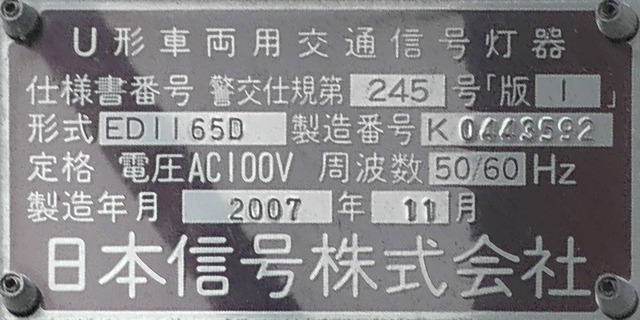 U形車両用交通信号灯器
仕様書番号 警交仕規第 245 号「版 1 」
形式 ED1165D 製造番号 K 0443592
定格 電圧AC100V 周波数 50/60 Hz
製造年月 2007 年 11 月
日本信号株式会社